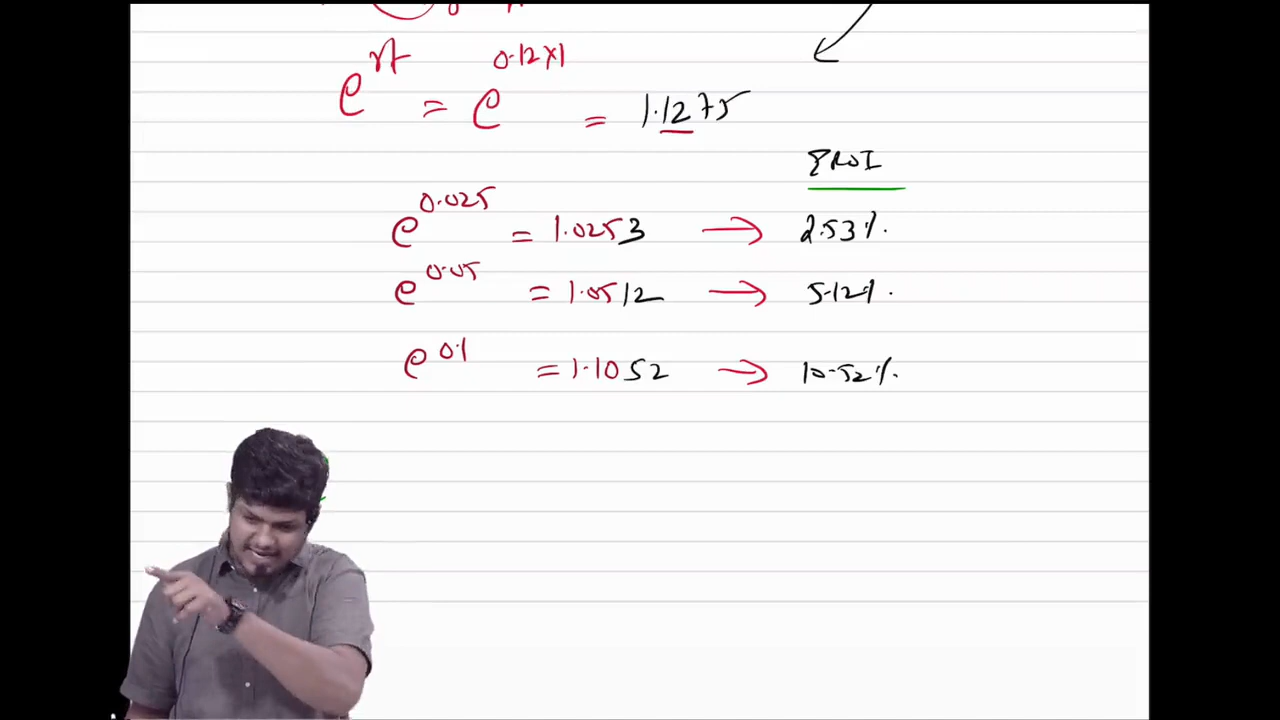 e^rt = e^0.12×1 = 1.1275
EROI
e^0.025 = 1.0253 → 2.53%.
e^0.05 = 1.0512 → 5.12%.
e^0.1 = 1.1052 → 10.52%.